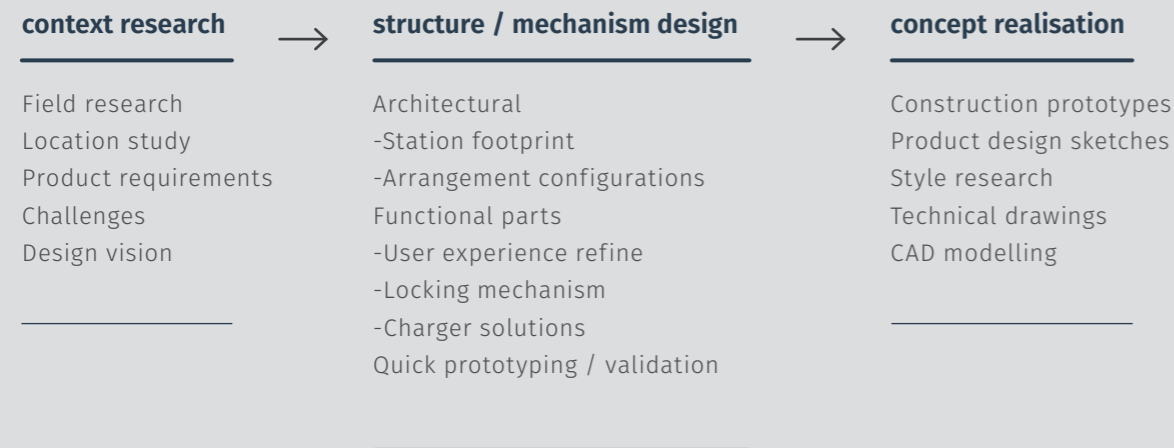 context research
Field research
Location study
Product requirements
Challenges
Design vision
structure / mechanism design
Architectural
-Station footprint
-Arrangement configurations
Functional parts
-User experience refine
-Locking mechanism
-Charger solutions
Quick prototyping / validation
concept realisation
Construction prototypes
Product design sketches
Style research
Technical drawings
CAD modelling